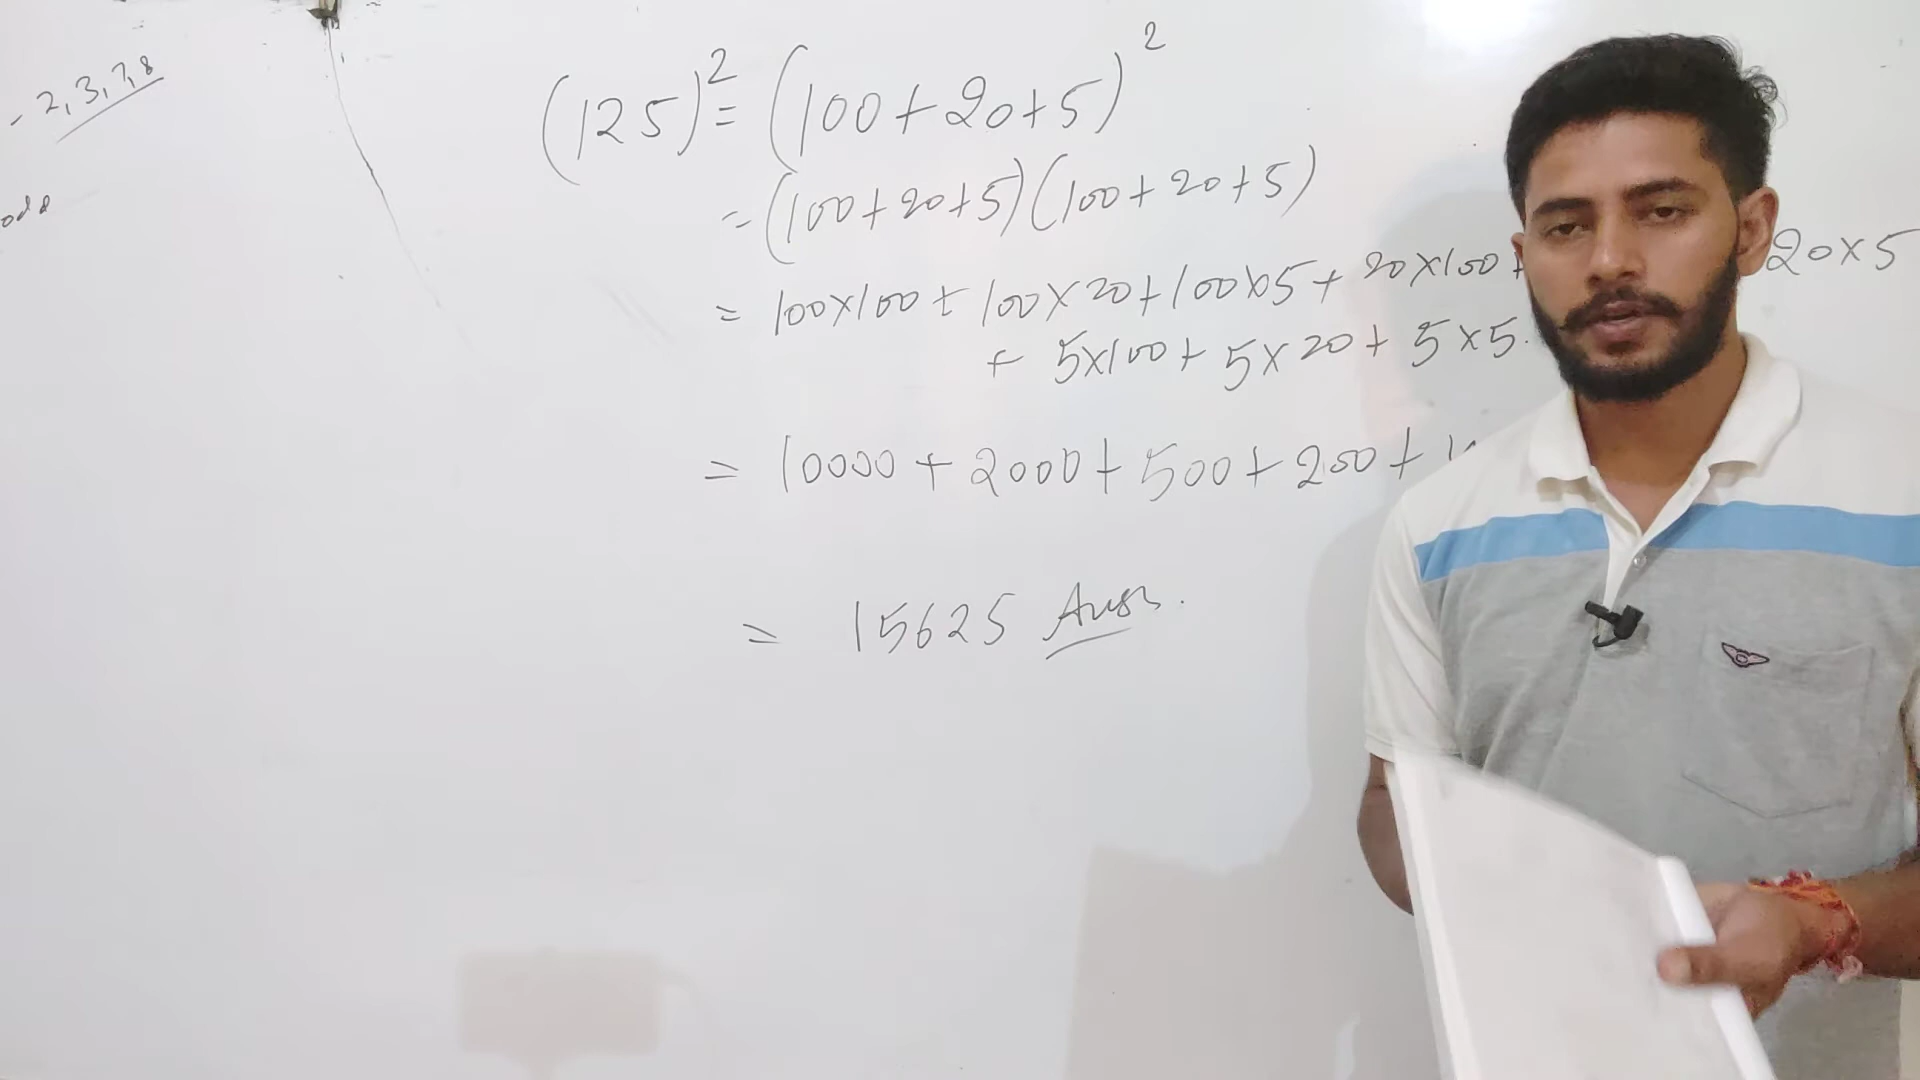 - 2, 3, 7, 8
(125)² = (100+20+5)²
= (100+20+5)(100+20+5)
= 100×100 + 100×20 + 100×5 + 20×100 + 20×5
+ 5×100 + 5×20 + 5×5.
= 10000 + 2000 + 500 + 200 +
= 15625 Ans.